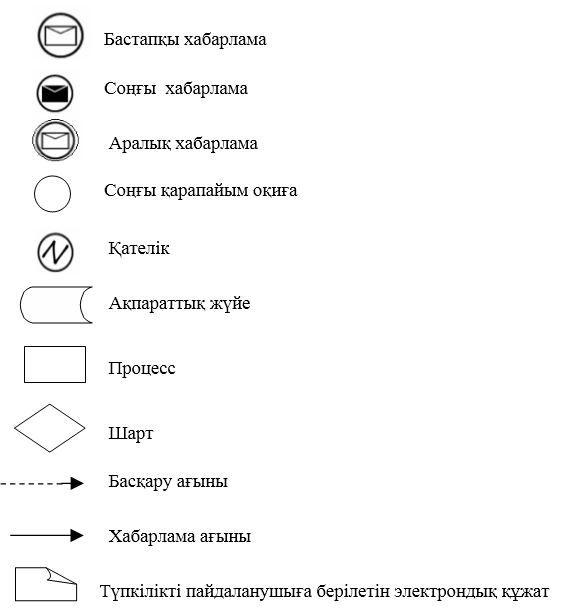 Бастапқы хабарлама
Соңғы хабарлама
Аралық хабарлама
Соңғы қарапайым оқиға
Қателік
Ақпараттық жүйе
Процесс
Шарт
Басқару ағыны
Хабарлама ағыны
Түпкілікті пайдаланушыға берілетін электрондық құжат